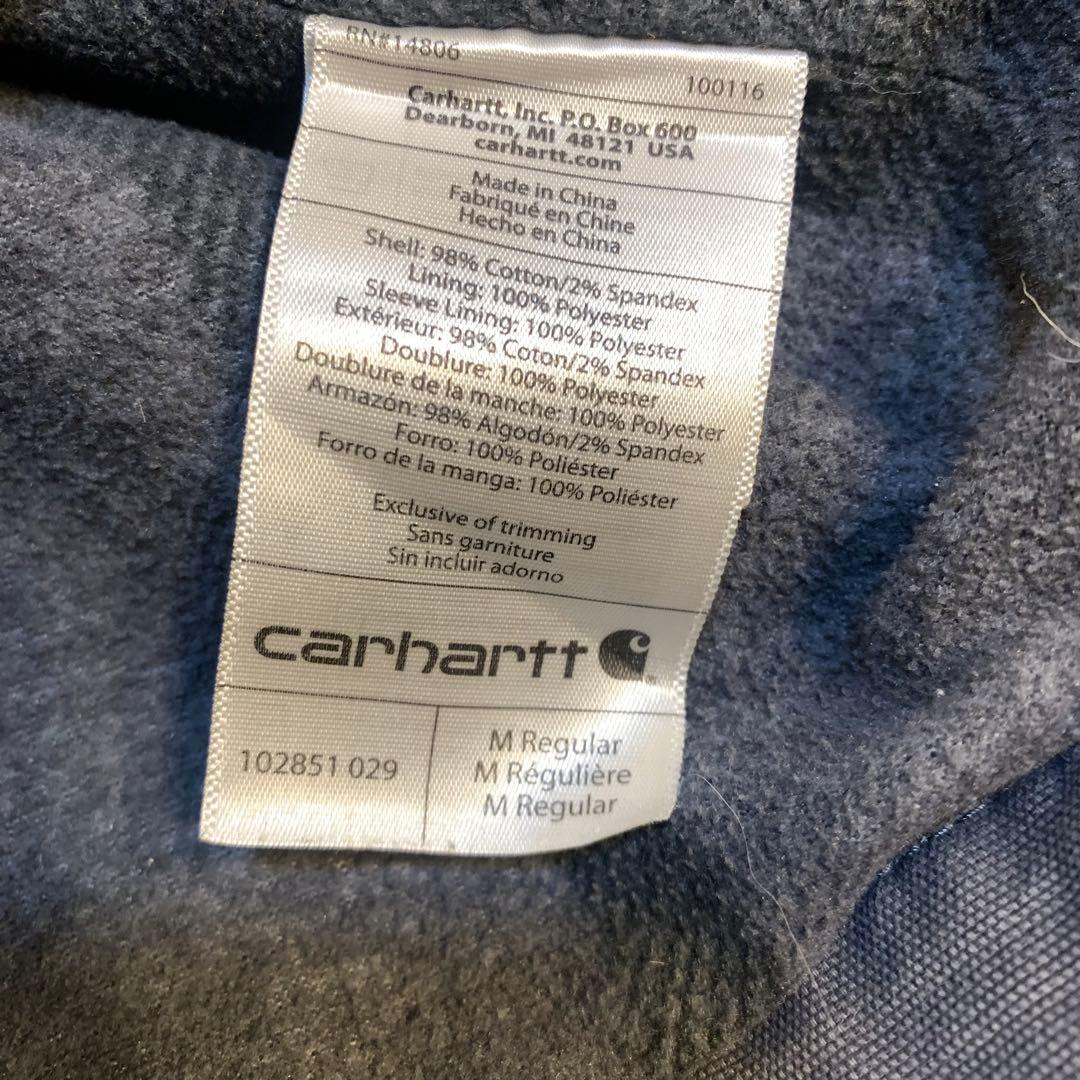 RN#14806
100116
Carhartt, Inc. P.O. Box 600
Dearborn, MI 48121 USA
carhartt.com
Made in China
Fabriqué en Chine
Hecho en China
Shell: 98% Cotton/2% Spandex
Lining: 100% Polyester
Sleeve Lining: 100% Polyester
Extérieur: 98% Coton/2% Spandex
Doublure: 100% Polyester
Doublure de la manche: 100% Polyester
Armazón: 98% Algodón/2% Spandex
Forro: 100% Poliéster
Forro de la manga: 100% Poliéster
Exclusive of trimming
Sans garniture
Sin incluir adorno
carhartt
102851 029
M Regular
M Régulière
M Regular